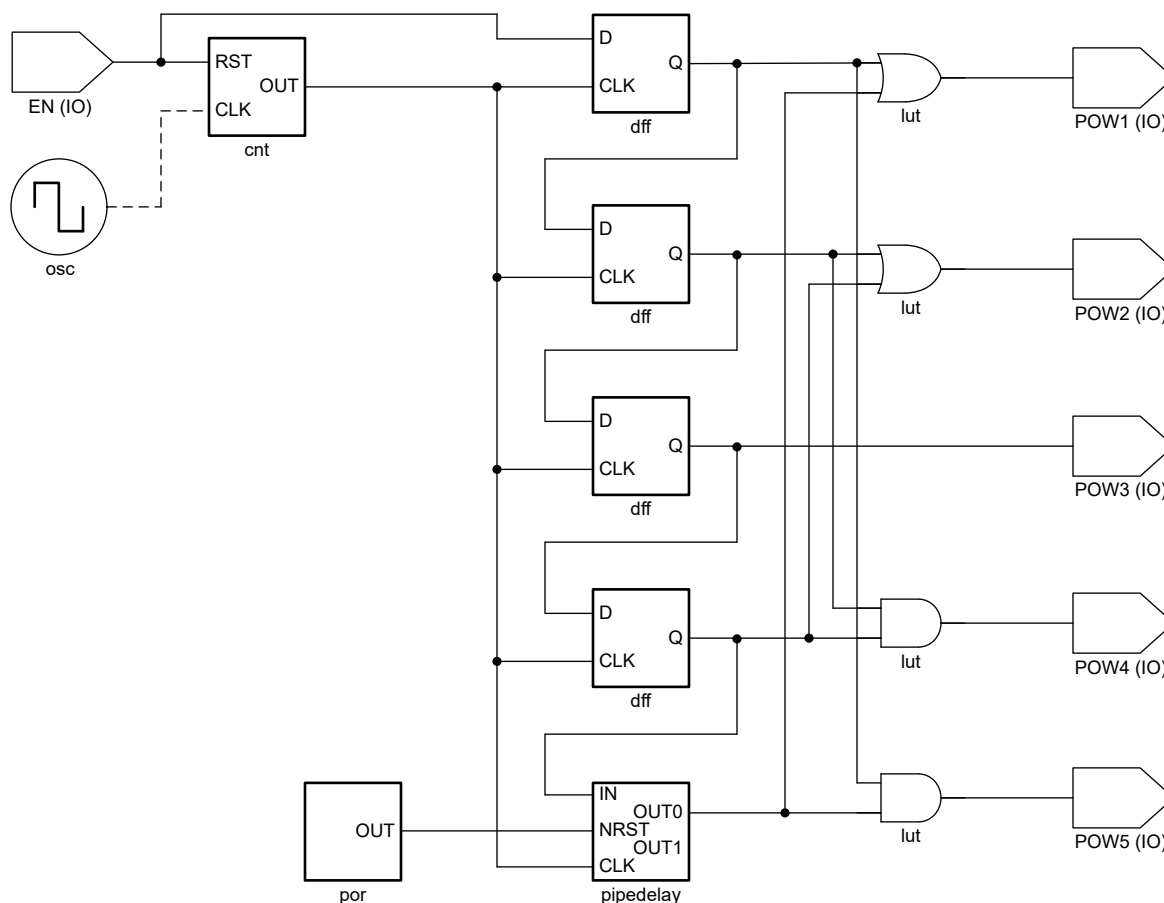 D
RST
Q
OUT
CLK
CLK
EN (IO)
lut
POW1 (IO)
dff
cnt
D
Q
osc
CLK
lut
POW2 (IO)
dff
D
Q
CLK
POW3 (IO)
dff
D
Q
CLK
lut
POW4 (IO)
dff
IN
OUT0
OUT
NRST
OUT1
lut
POW5 (IO)
CLK
por
pipedelay